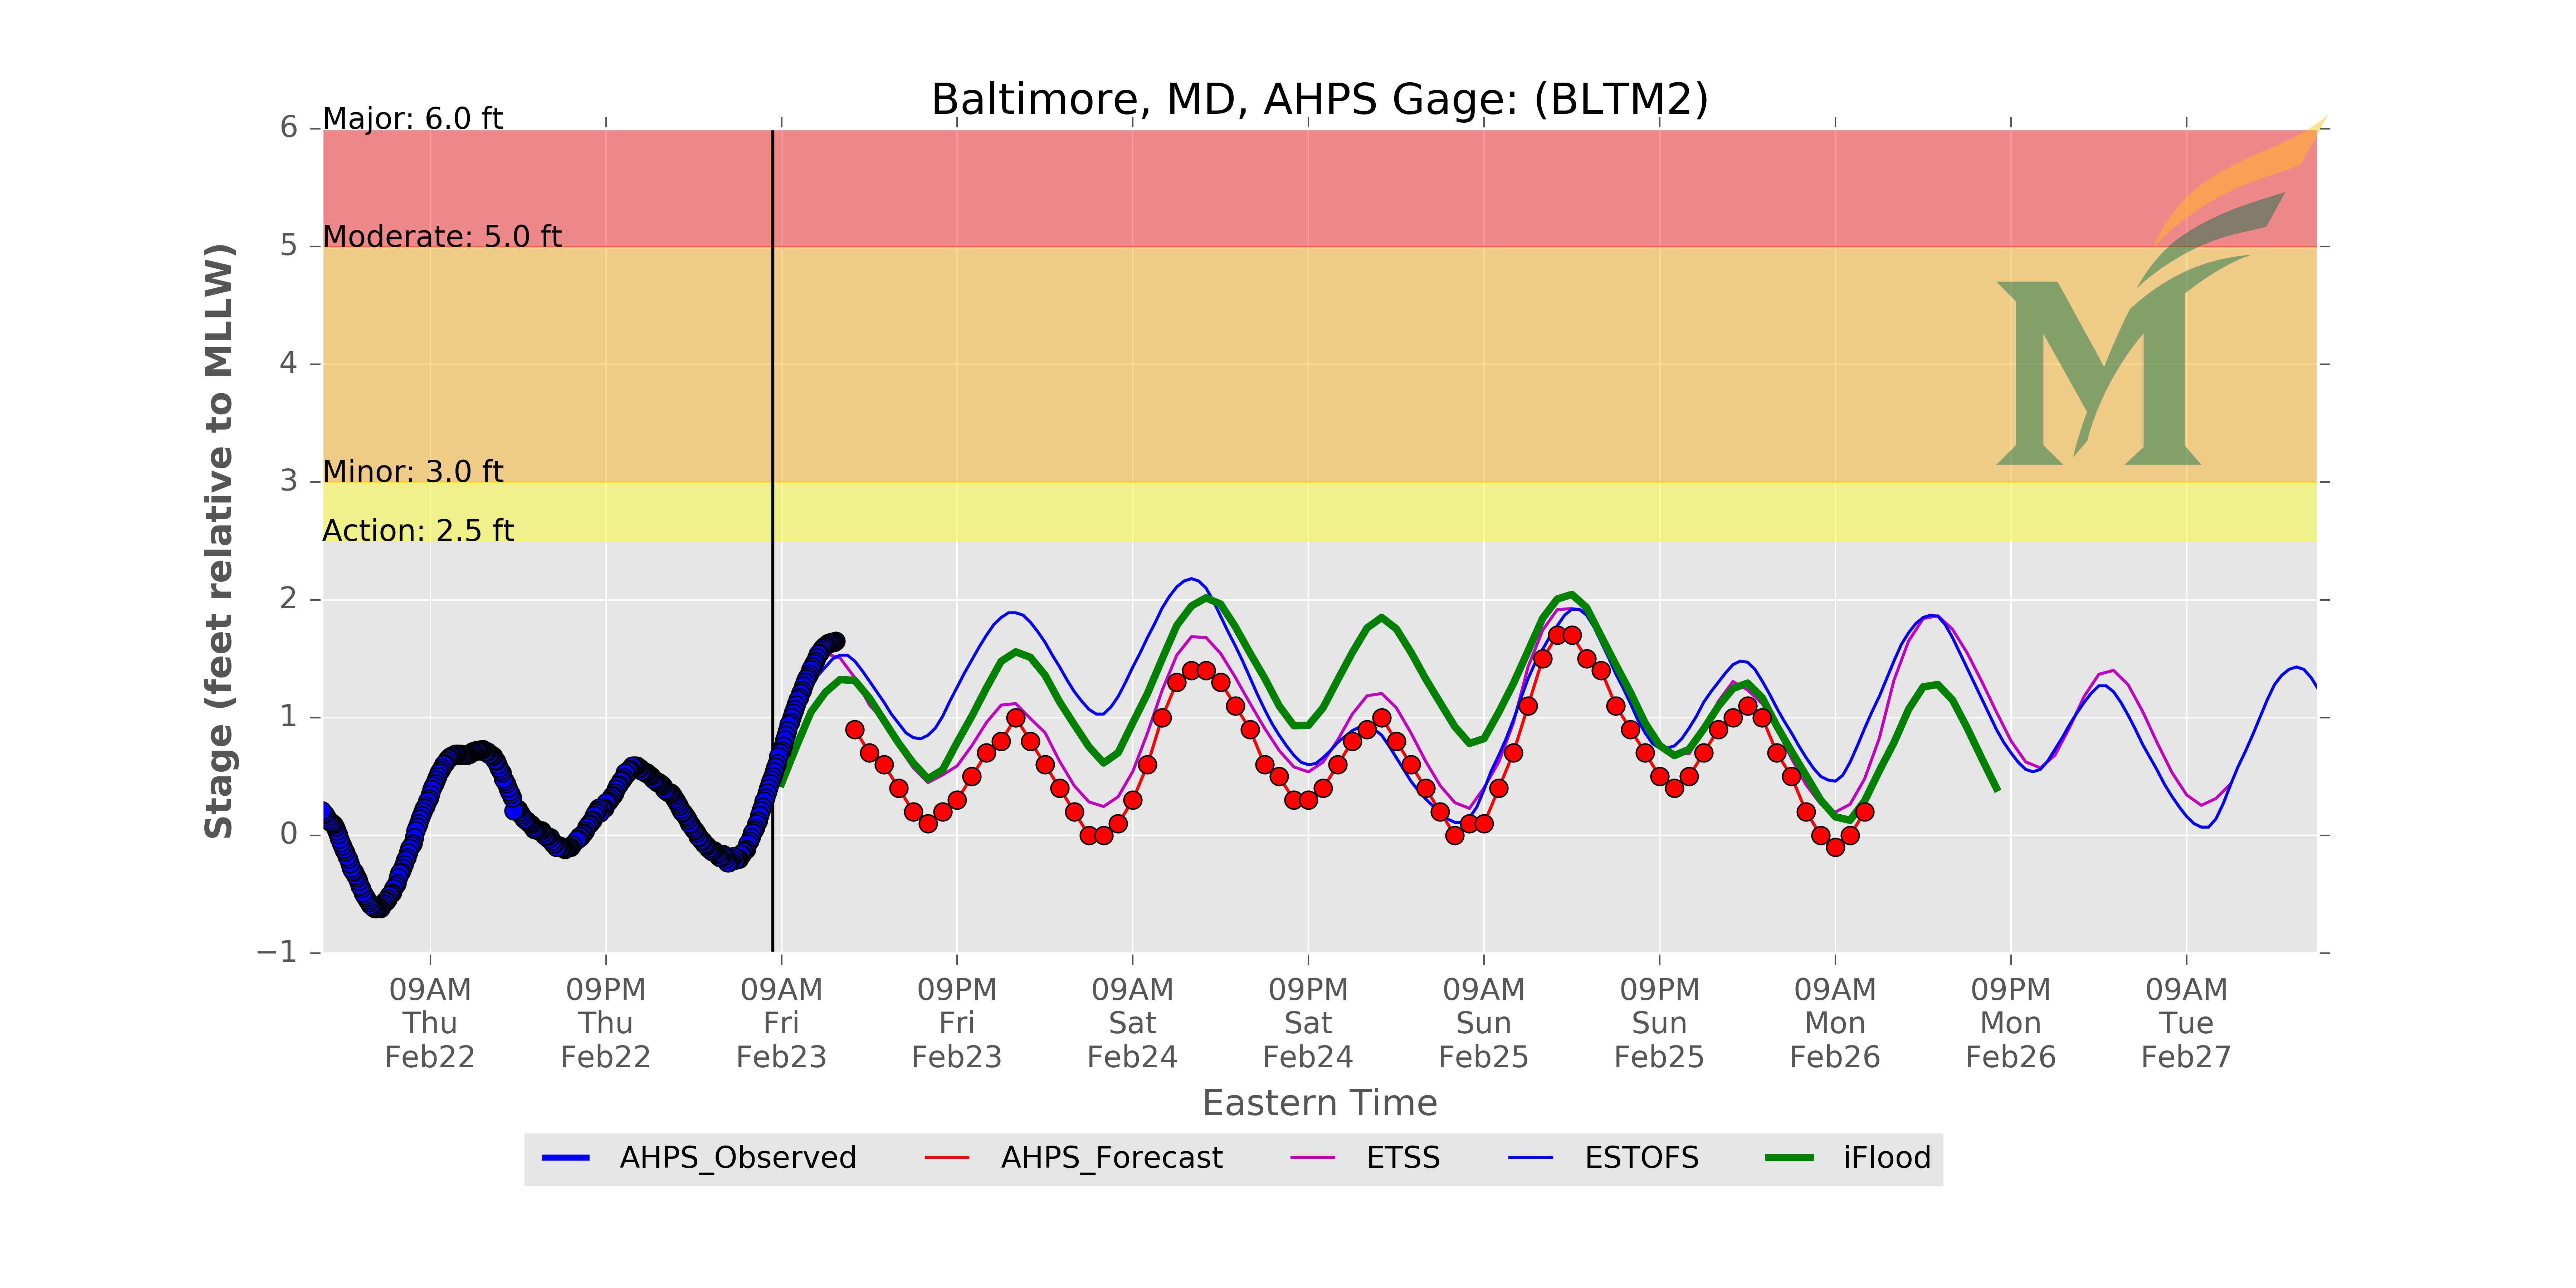 Baltimore, MD, AHPS Gage: (BLTM2)
Major: 6.0 ft
Moderate: 5.0 ft
Minor: 3.0 ft
Action: 2.5 ft
6
5
4
3
2
1
0
−1
Stage (feet relative to MLLW)
09AM 09PM 09AM 09PM 09AM 09PM 09AM 09PM 09AM 09PM 09AM
Thu Thu Fri Fri Sat Sat Sun Sun Mon Mon Tue
Feb22 Feb22 Feb23 Feb23 Feb24 Feb24 Feb25 Feb25 Feb26 Feb26 Feb27
Eastern Time
AHPS_Observed AHPS_Forecast ETSS ESTOFS iFlood
M